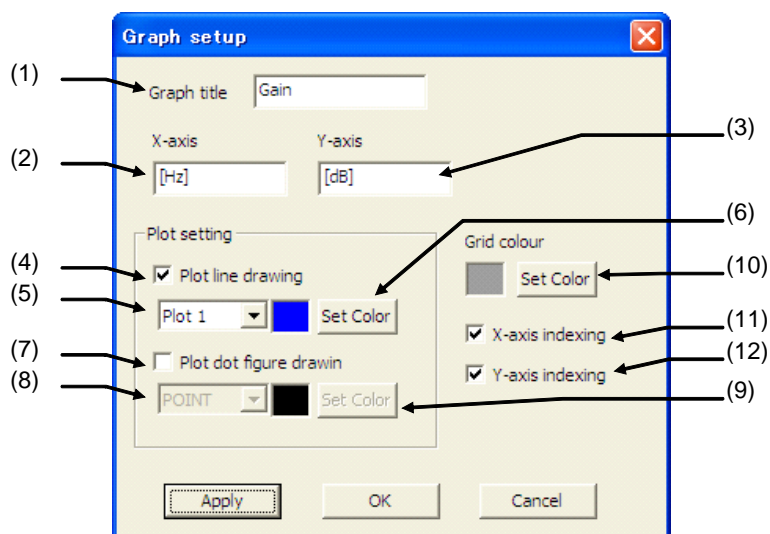 Graph setup
(1)
Graph title
Gain
(2)
X-axis
Y-axis
(3)
[Hz]
[dB]
(6)
Plot setting
Grid colour
(4)
Plot line drawing
Set Color
(10)
(5)
Plot 1
Set Color
X-axis indexing
(11)
(7)
Plot dot figure drawin
Y-axis indexing
(12)
(8)
POINT
Set Color
(9)
Apply
OK
Cancel